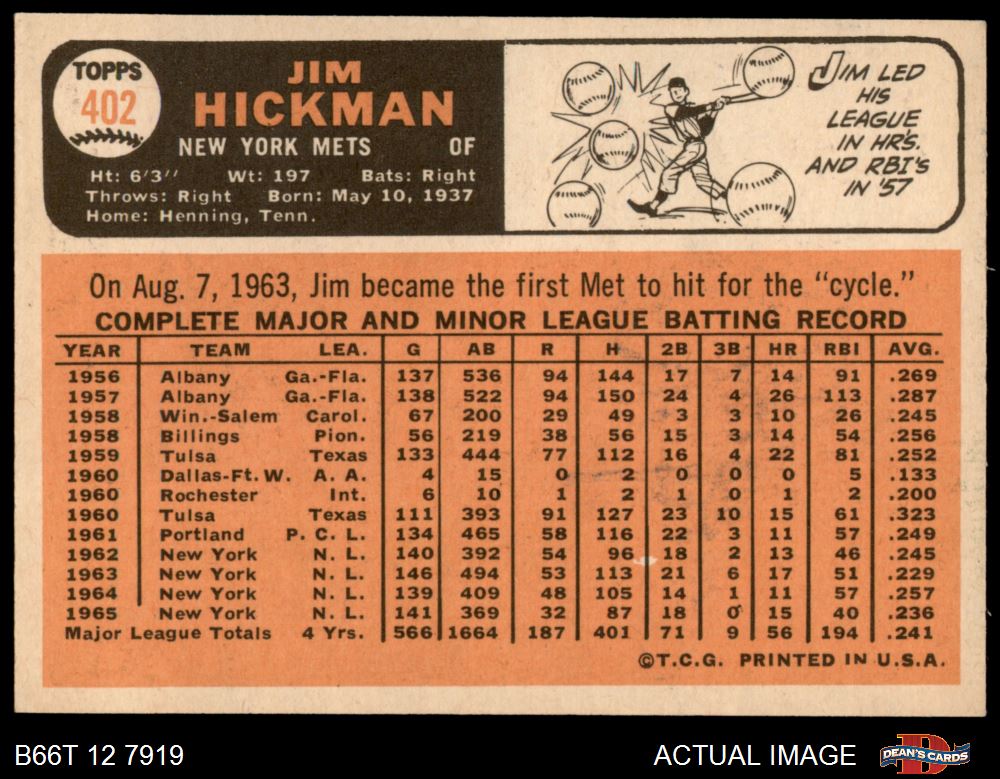 TOPPS
402
JIM
HICKMAN
NEW YORK METS OF
Ht: 6'3" Wt: 197 Bats: Right
Throws: Right Born: May 10, 1937
Home: Henning, Tenn.
JIM LED
HIS
LEAGUE
IN HR'S.
AND RBI'S
IN '57
On Aug. 7, 1963, Jim became the first Met to hit for the "cycle."
COMPLETE MAJOR AND MINOR LEAGUE BATTING RECORD
YEAR TEAM LEA. G AB R H 2B 3B HR RBI AVG.
1956 Albany Ga.-Fla. 137 536 94 144 17 7 14 91 .269
1957 Albany Ga.-Fla. 138 522 94 150 24 4 26 113 .287
1958 Win.-Salem Carol. 67 200 29 49 3 3 10 26 .245
1958 Billings Pion. 56 219 38 56 15 3 14 54 .256
1959 Tulsa Texas 133 444 77 112 16 4 22 81 .252
1960 Dallas-Ft. W. A. A. 4 15 0 2 0 0 0 5 .133
1960 Rochester Int. 6 10 1 2 1 0 1 2 .200
1960 Tulsa Texas 111 393 91 127 23 10 15 61 .323
1961 Portland P. C. L. 134 465 58 116 22 3 11 57 .249
1962 New York N. L. 140 392 54 96 18 2 13 46 .245
1963 New York N. L. 146 494 53 113 21 6 17 51 .229
1964 New York N. L. 139 409 48 105 14 1 11 57 .257
1965 New York N. L. 141 369 32 87 18 0 15 40 .236
Major League Totals 4 Yrs. 566 1664 187 401 71 9 56 194 .241
©T.C.G. PRINTED IN U.S.A.
B66T 12 7919 ACTUAL IMAGE DEAN'S CARDS